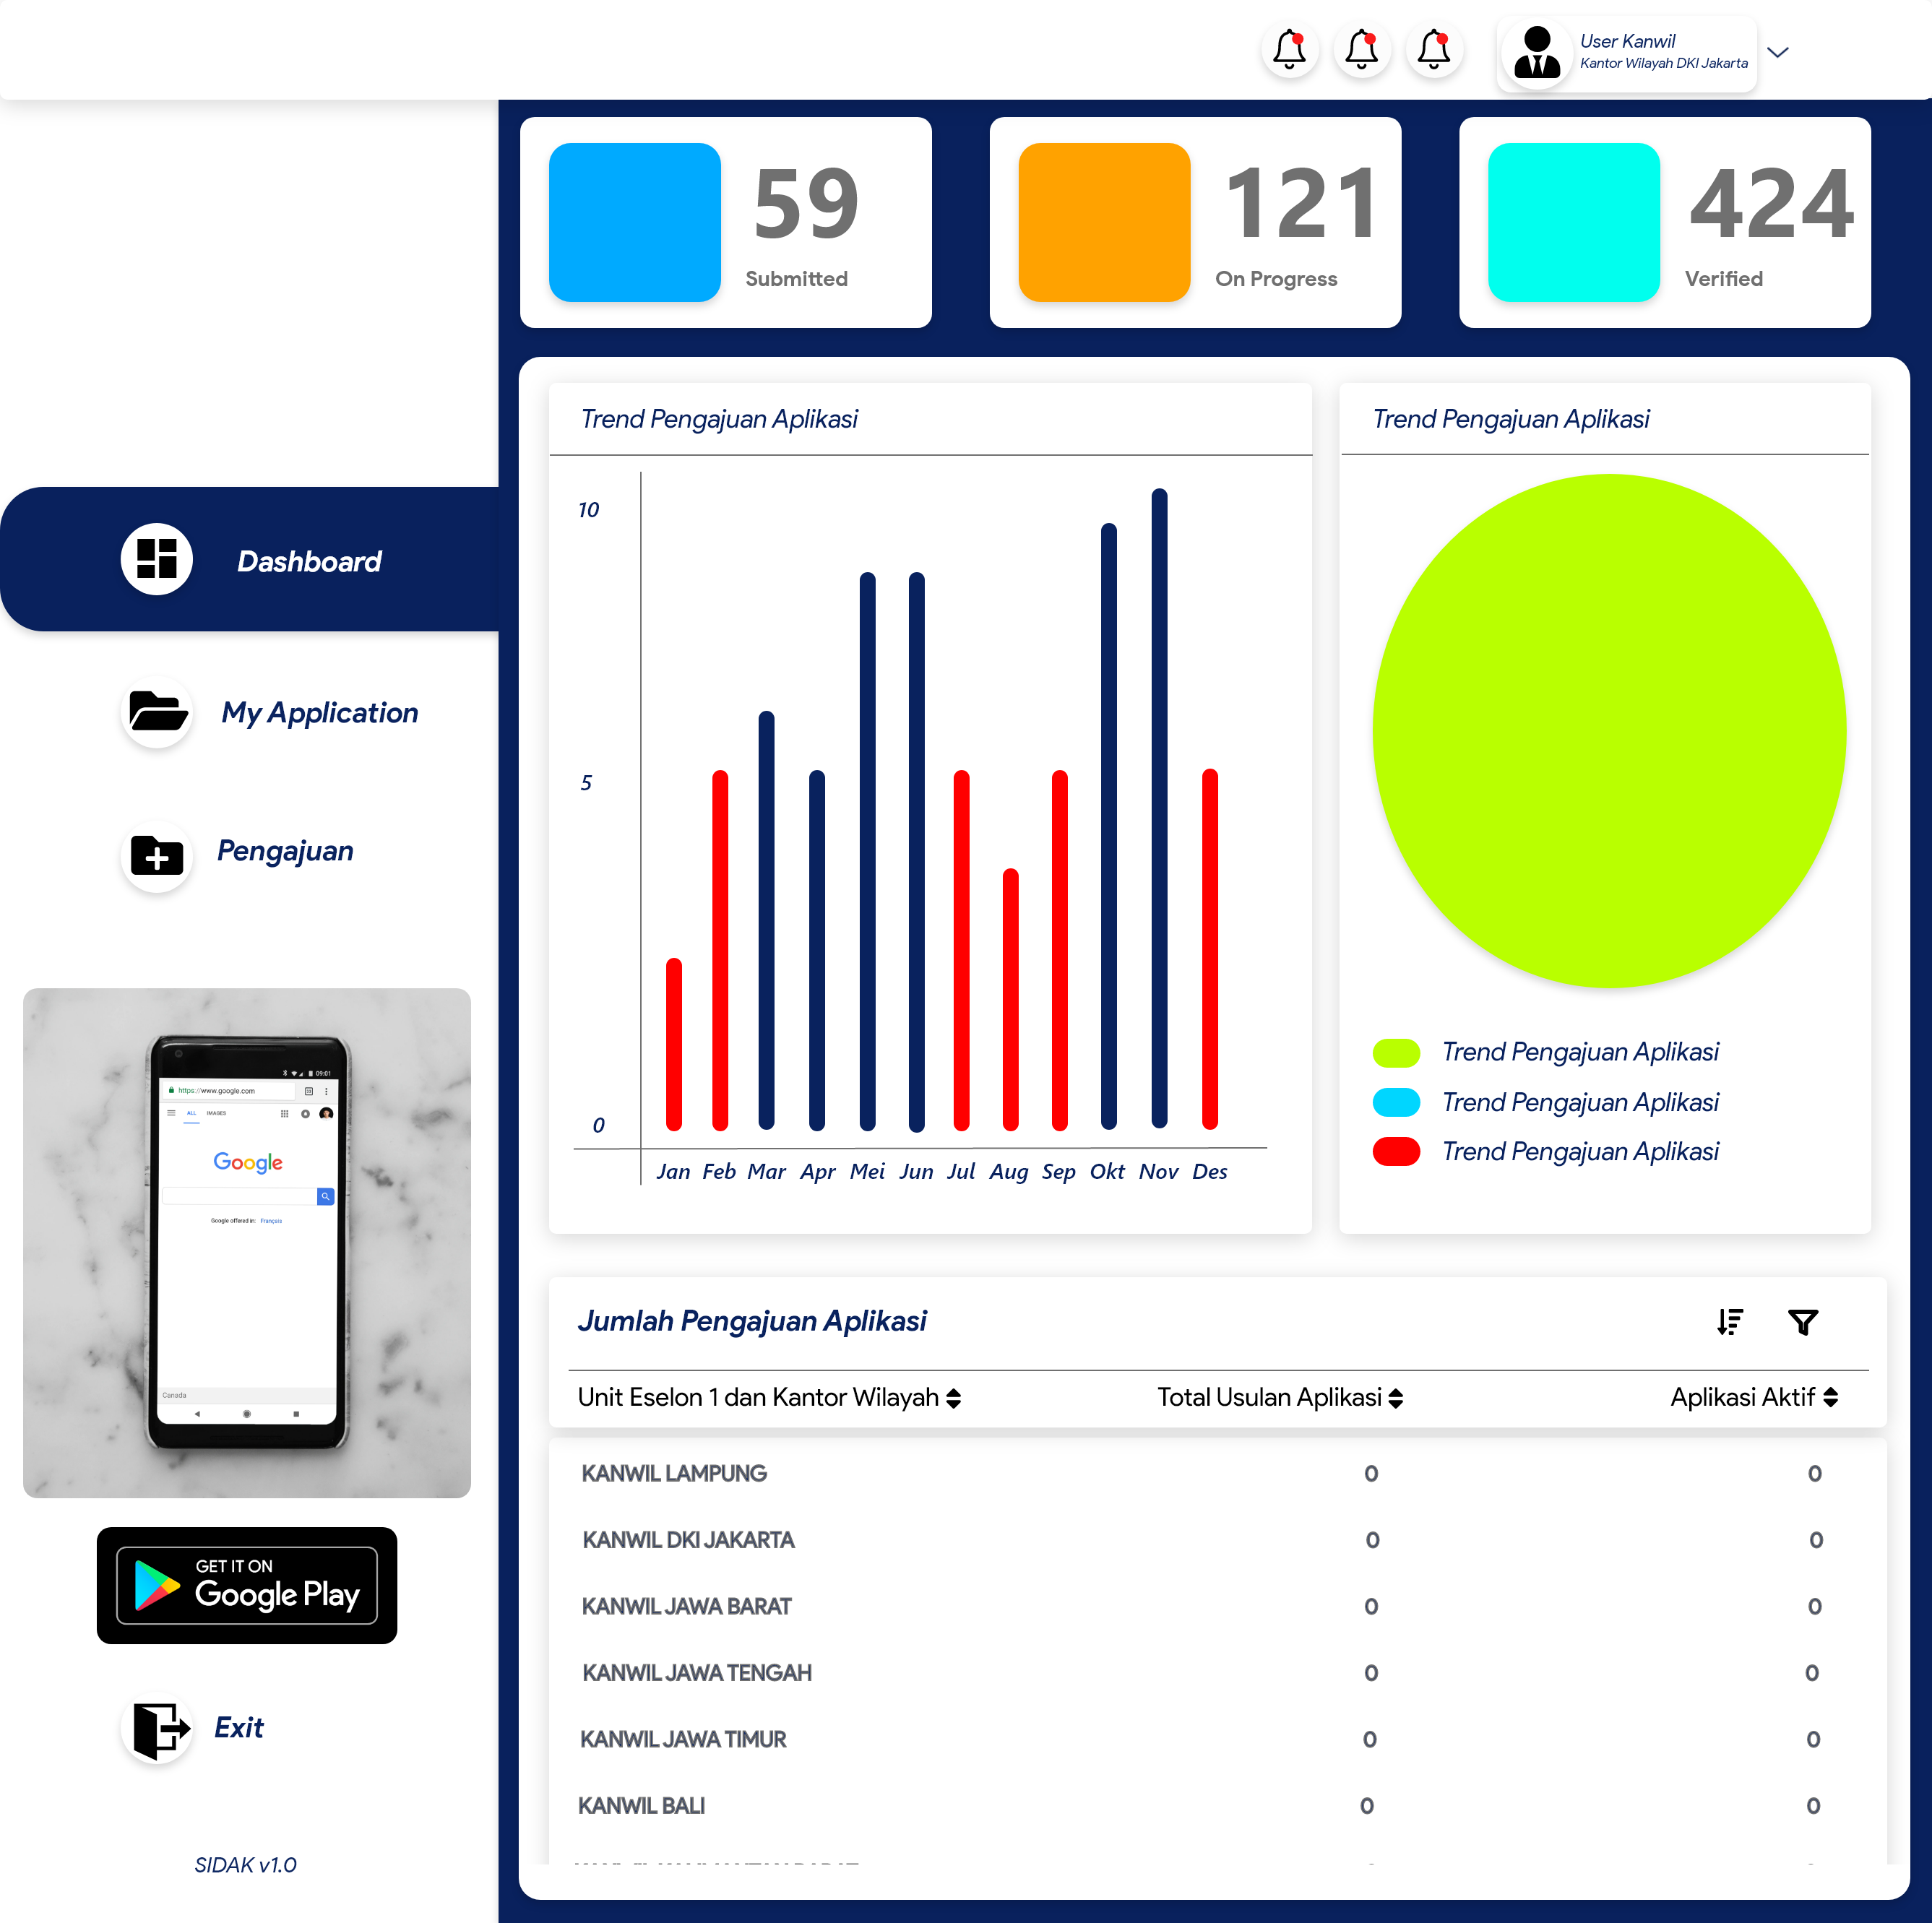 User Kanwil
Kantor Wilayah DKI Jakarta
59
Submitted
121
On Progress
424
Verified
Dashboard
My Application
Pengajuan
09:01
https://www.google.com
ALL IMAGES
Google
Google offered in: Français
Canada
GET IT ON
Google Play
Exit
SIDAK v1.0
Trend Pengajuan Aplikasi
10
5
0
Jan Feb Mar Apr Mei Jun Jul Aug Sep Okt Nov Des
Trend Pengajuan Aplikasi
Trend Pengajuan Aplikasi
Trend Pengajuan Aplikasi
Trend Pengajuan Aplikasi
Jumlah Pengajuan Aplikasi
Unit Eselon 1 dan Kantor Wilayah Total Usulan Aplikasi Aplikasi Aktif
KANWIL LAMPUNG 0 0
KANWIL DKI JAKARTA 0 0
KANWIL JAWA BARAT 0 0
KANWIL JAWA TENGAH 0 0
KANWIL JAWA TIMUR 0 0
KANWIL BALI 0 0